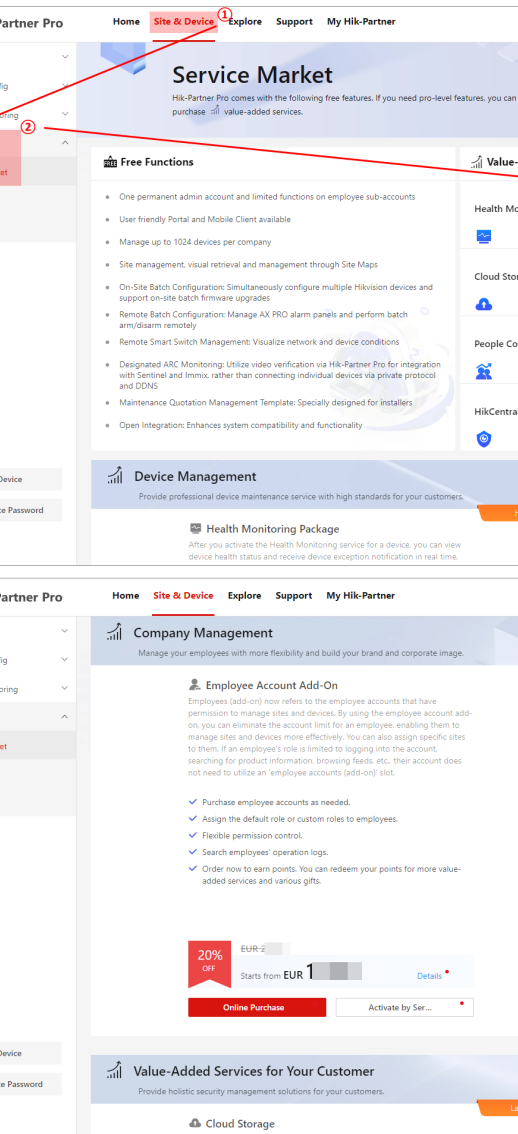 Partner Pro
Home Site & Device Explore Support My Hik-Partner
①
②
Service Market
Hik-Partner Pro comes with the following free features. If you need pro-level features, you can
purchase value-added services.
Free Functions
One permanent admin account and limited functions on employee sub-accounts
User friendly Portal and Mobile Client available
Manage up to 1024 devices per company
Site management, visual retrieval and management through Site Maps
On-Site Batch Configuration: Simultaneously configure multiple Hikvision devices and
support on-site batch firmware upgrades
Remote Batch Configuration: Manage AX PRO alarm panels and perform batch
arm/disarm remotely
Remote Smart Switch Management: Visualize network and device conditions
Designated ARC Monitoring: Utilize video verification via Hik-Partner Pro for integration
with Sentinel and Immix, rather than connecting individual devices via private protocol
and DDNS
Maintenance Quotation Management Template: Specially designed for installers
Open Integration: Enhances system compatibility and functionality
Value-
Health Mo
Cloud Stor
People Co
HikCentra
Device
te Password
Device Management
Provide professional device maintenance service with high standards for your customers.
Health Monitoring Package
After you activate the Health Monitoring service for a device, you can view
device health status and receive device exception notification in real time.
Partner Pro
Home Site & Device Explore Support My Hik-Partner
Company Management
Manage your employees with more flexibility and build your brand and corporate image.
Employee Account Add-On
Employees (add-on) now refers to the employee accounts that have
permission to manage sites and devices. By using the employee account add-
on, you can eliminate the account limit for an employee, enabling them to
manage sites and devices more effectively. You can also assign specific sites
to them. If an employee's role is limited to logging into the account,
searching for product information, browsing feeds, etc., their account does
not need to utilize an 'employee accounts (add-on)' slot.
Purchase employee accounts as needed.
Assign the default role or custom roles to employees.
Flexible permission control.
Search employees' operation logs.
Order now to earn points. You can redeem your points for more value-
added services and various gifts.
20%
OFF
EUR 2
Starts from EUR 1
Details
Online Purchase
Activate by Ser...
Device
te Password
Value-Added Services for Your Customer
Provide holistic security management solutions for your customers.
La
Cloud Storage